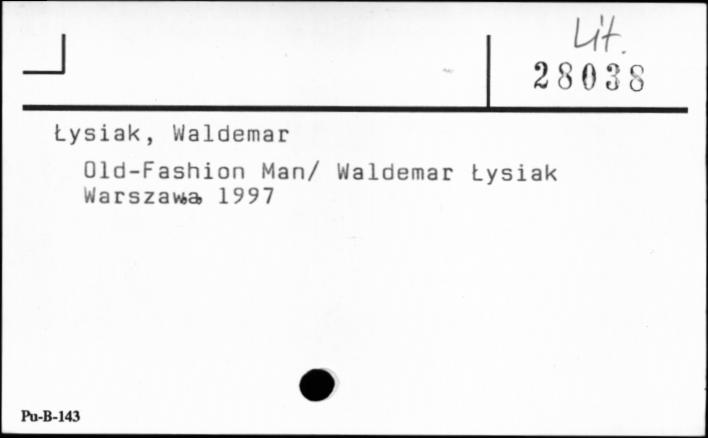 Lit.
28038
Łysiak, Waldemar
Old-Fashion Man/ Waldemar Łysiak
Warszawa 1997
Pu-B-143